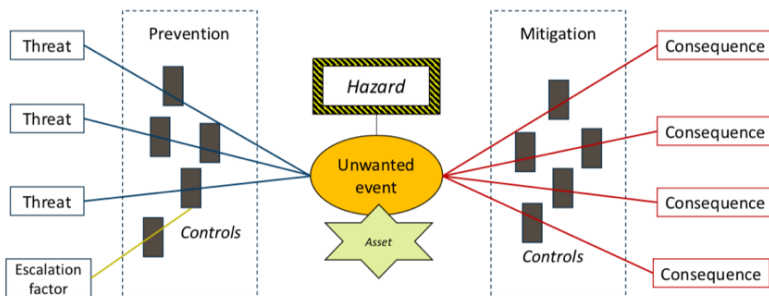 Threat
Threat
Threat
Escalation
factor
Prevention
Controls
Hazard
Unwanted
event
Asset
Mitigation
Controls
Consequence
Consequence
Consequence
Consequence